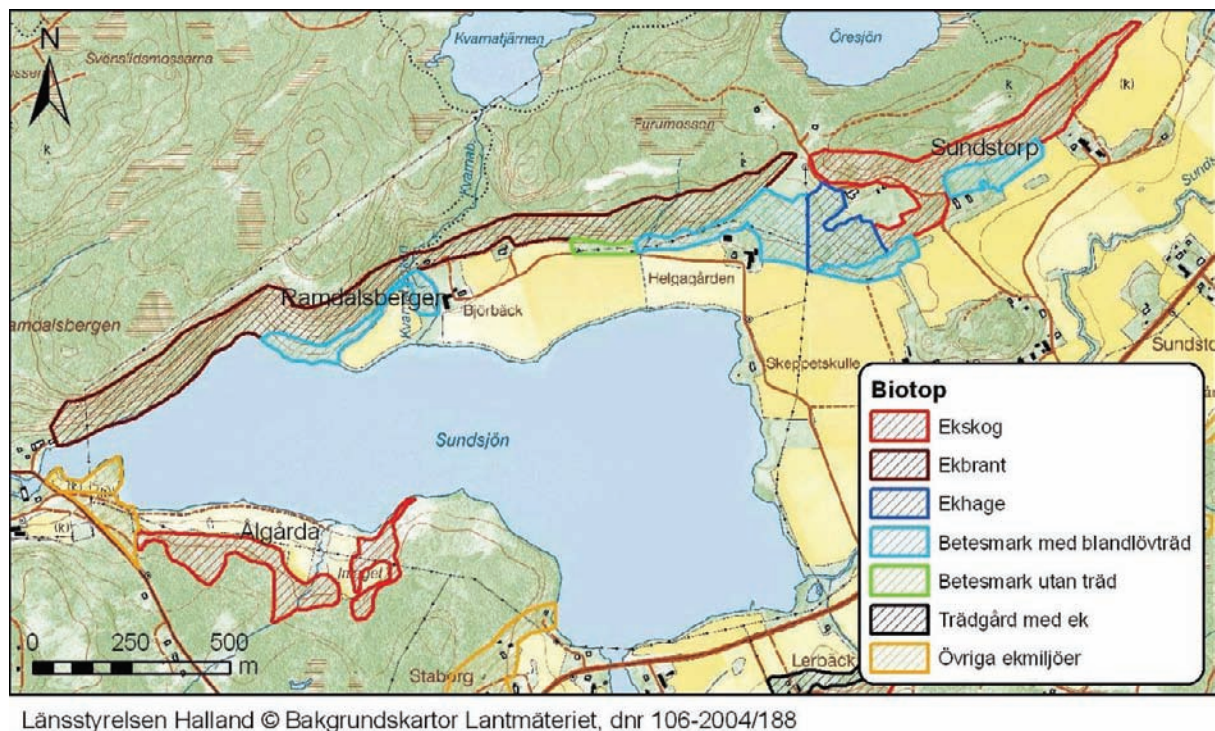 N
Svenslidsmossarna
Kvarnatjärnen
Öresjön
(k)
k
k
k
Furumossen
Sundstorp
Kvarnab.
Ramdalsbergen
Björbäck
Helgagården
Skeppetskulle
Sundsjön
Ålgårda
(k)
Staborg
Lerbäck
0 250 500
m
Biotop
Ekskog
Ekbrant
Ekhage
Betesmark med blandlövträd
Betesmark utan träd
Trädgård med ek
Övriga ekmiljöer
Länsstyrelsen Halland © Bakgrundskartor Lantmäteriet, dnr 106-2004/188